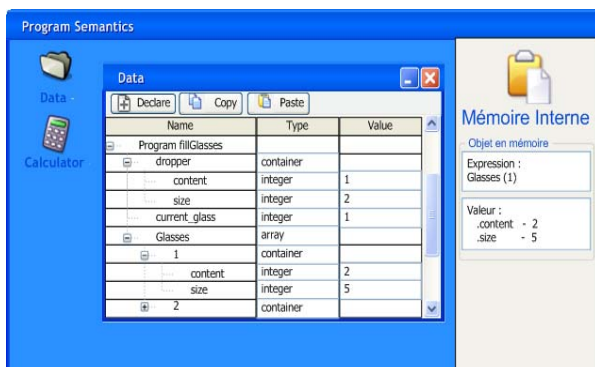 Program Semantics
Data
Calculator
Data
Declare Copy Paste
Name Type Value
Program fillGlasses
dropper container
content integer 1
size integer 2
current_glass integer 1
Glasses array
1 container
content integer 2
size integer 5
2 container
Mémoire Interne
Objet en mémoire
Expression :
Glasses (1)
Valeur :
.content - 2
.size - 5